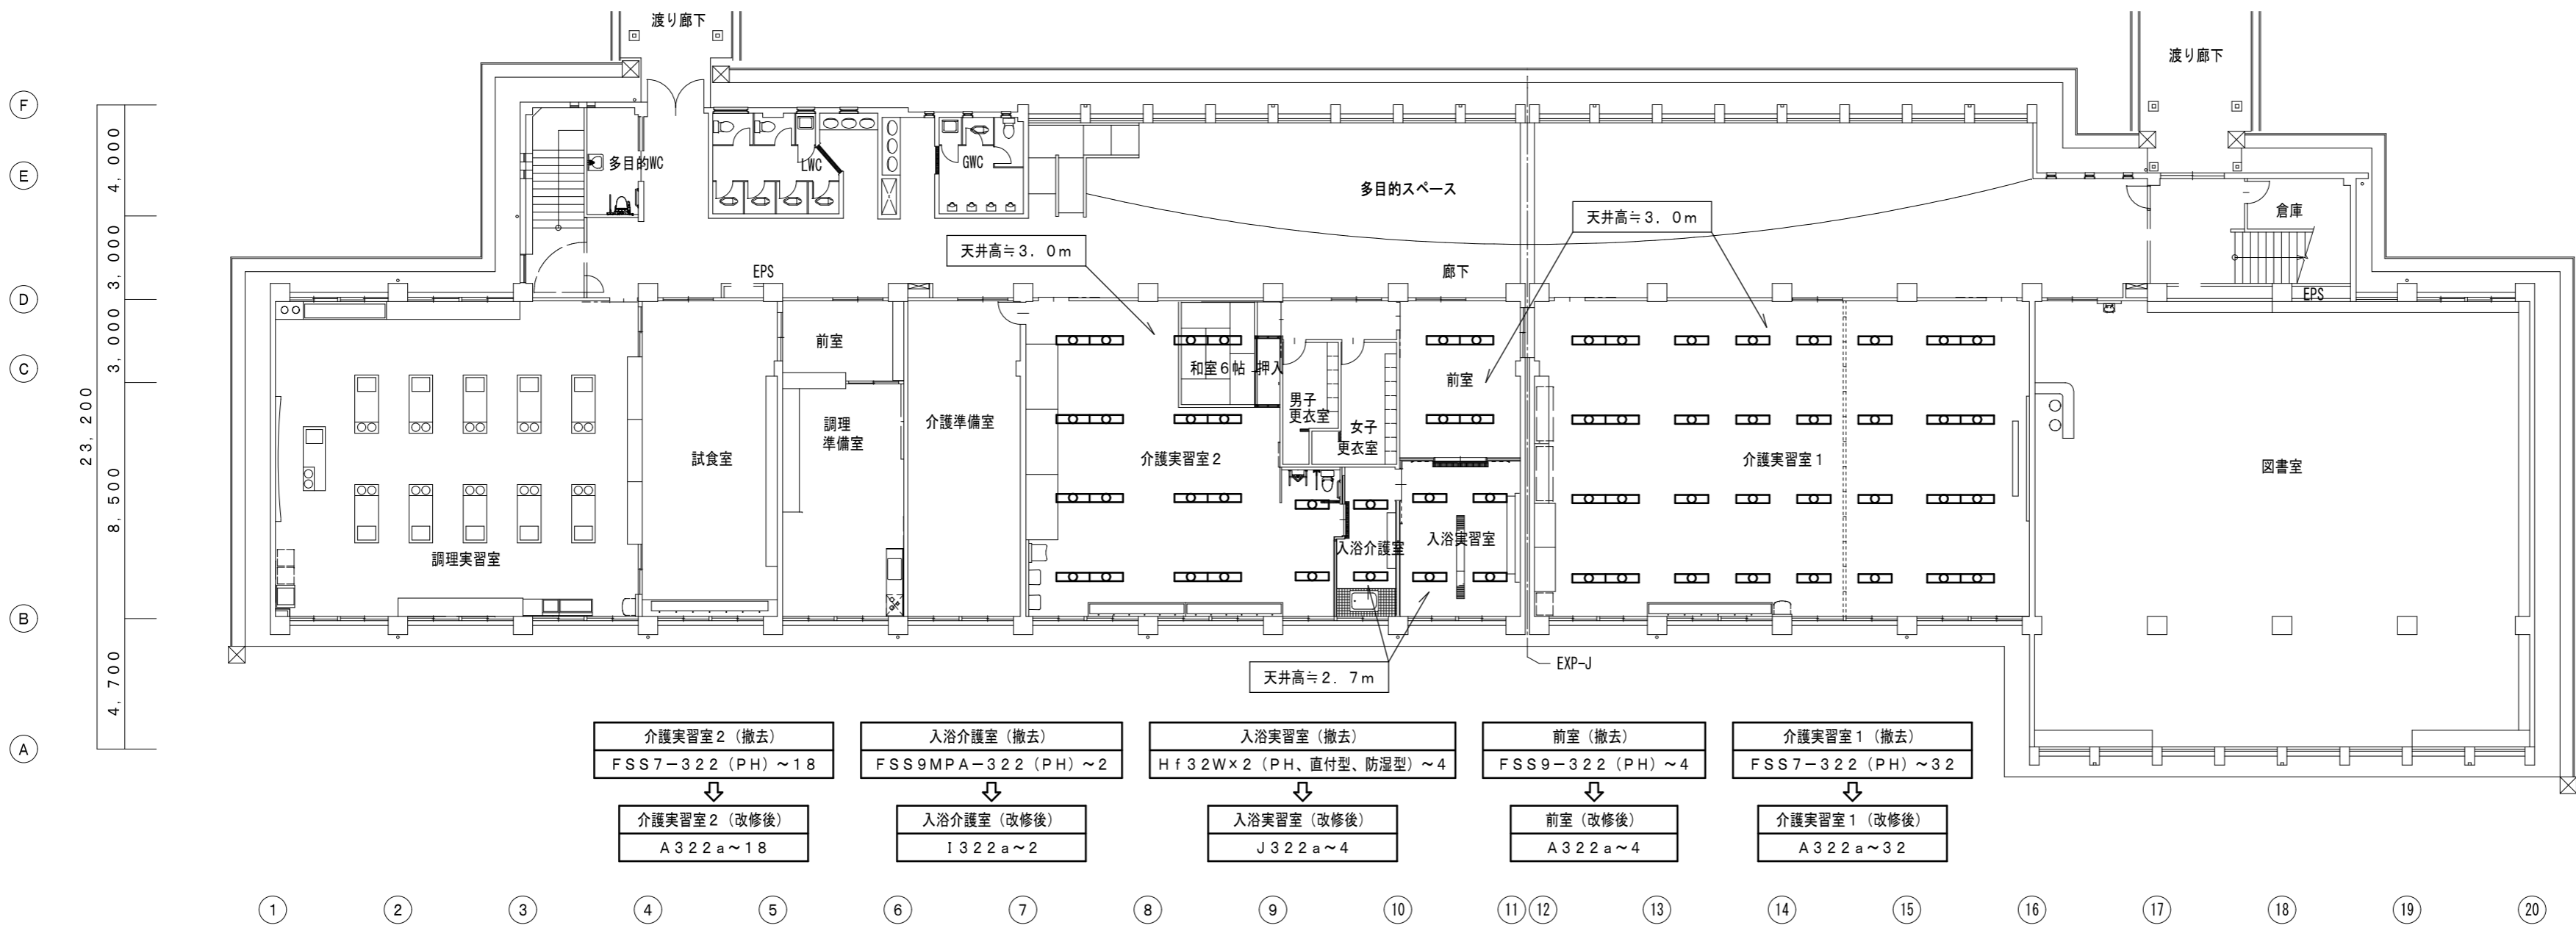 渡り廊下
渡り廊下
F
E
D
C
B
A
4,000
3,000
3,000
8,500
4,700
23,200
多目的WC
LWC
GWC
多目的スペース
倉庫
天井高≒3.0m
天井高≒3.0m
EPS
廊下
EPS
前室
和室6帖
押入
前室
男子
更衣室
女子
更衣室
調理
準備室
介護準備室
試食室
介護実習室2
介護実習室1
図書室
調理実習室
入浴介護室
入浴実習室
天井高≒2.7m
EXP-J
介護実習室2(撤去)
FSS7-322(PH)~18
介護実習室2(改修後)
A322a~18
入浴介護室(撤去)
FSS9MPA-322(PH)~2
入浴介護室(改修後)
I322a~2
入浴実習室(撤去)
Hf32W×2(PH、直付型、防湿型)~4
入浴実習室(改修後)
J322a~4
前室(撤去)
FSS9-322(PH)~4
前室(改修後)
A322a~4
介護実習室1(撤去)
FSS7-322(PH)~32
介護実習室1(改修後)
A322a~32
1 2 3 4 5 6 7 8 9 10 11 12 13 14 15 16 17 18 19 20